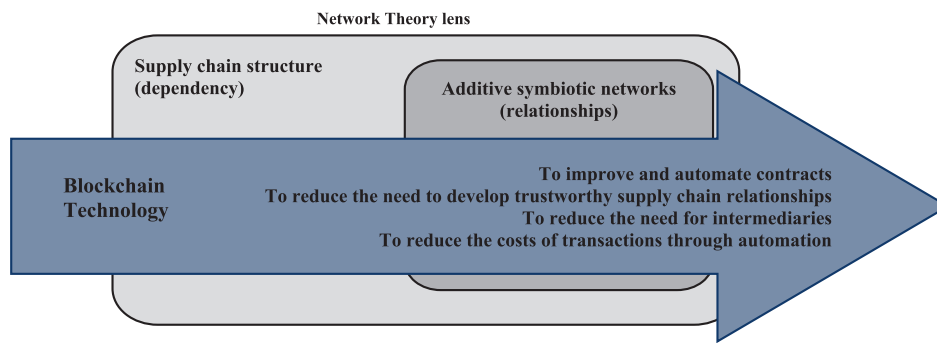 Network Theory lens
Supply chain structure
(dependency)
Additive symbiotic networks
(relationships)
Blockchain
Technology
To improve and automate contracts
To reduce the need to develop trustworthy supply chain relationships
To reduce the need for intermediaries
To reduce the costs of transactions through automation